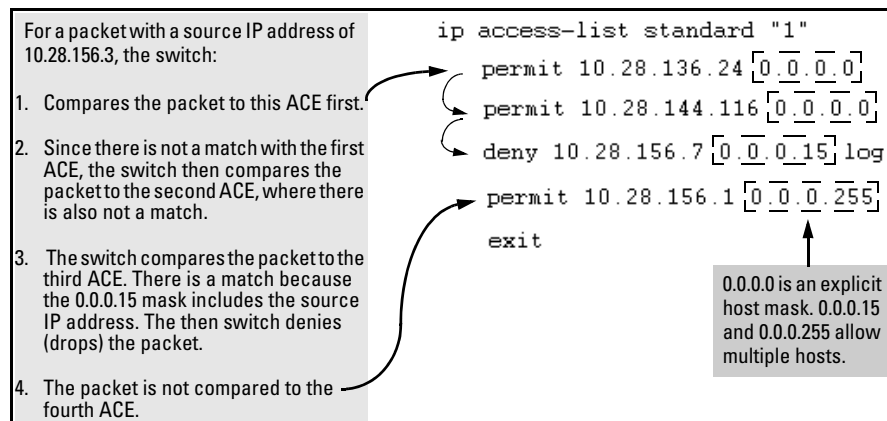 For a packet with a source IP address of
10.28.156.3, the switch:
1. Compares the packet to this ACE first.
2. Since there is not a match with the first
ACE, the switch then compares the
packet to the second ACE, where there
is also not a match.
3. The switch compares the packet to the
third ACE. There is a match because
the 0.0.0.15 mask includes the source
IP address. The then switch denies
(drops) the packet.
4. The packet is not compared to the
fourth ACE.
ip access-list standard "1"
permit 10.28.136.24 0.0.0.0
permit 10.28.144.116 0.0.0.0
deny 10.28.156.7 0.0.0.15 log
permit 10.28.156.1 0.0.0.255
exit
0.0.0.0 is an explicit
host mask. 0.0.0.15
and 0.0.0.255 allow
multiple hosts.